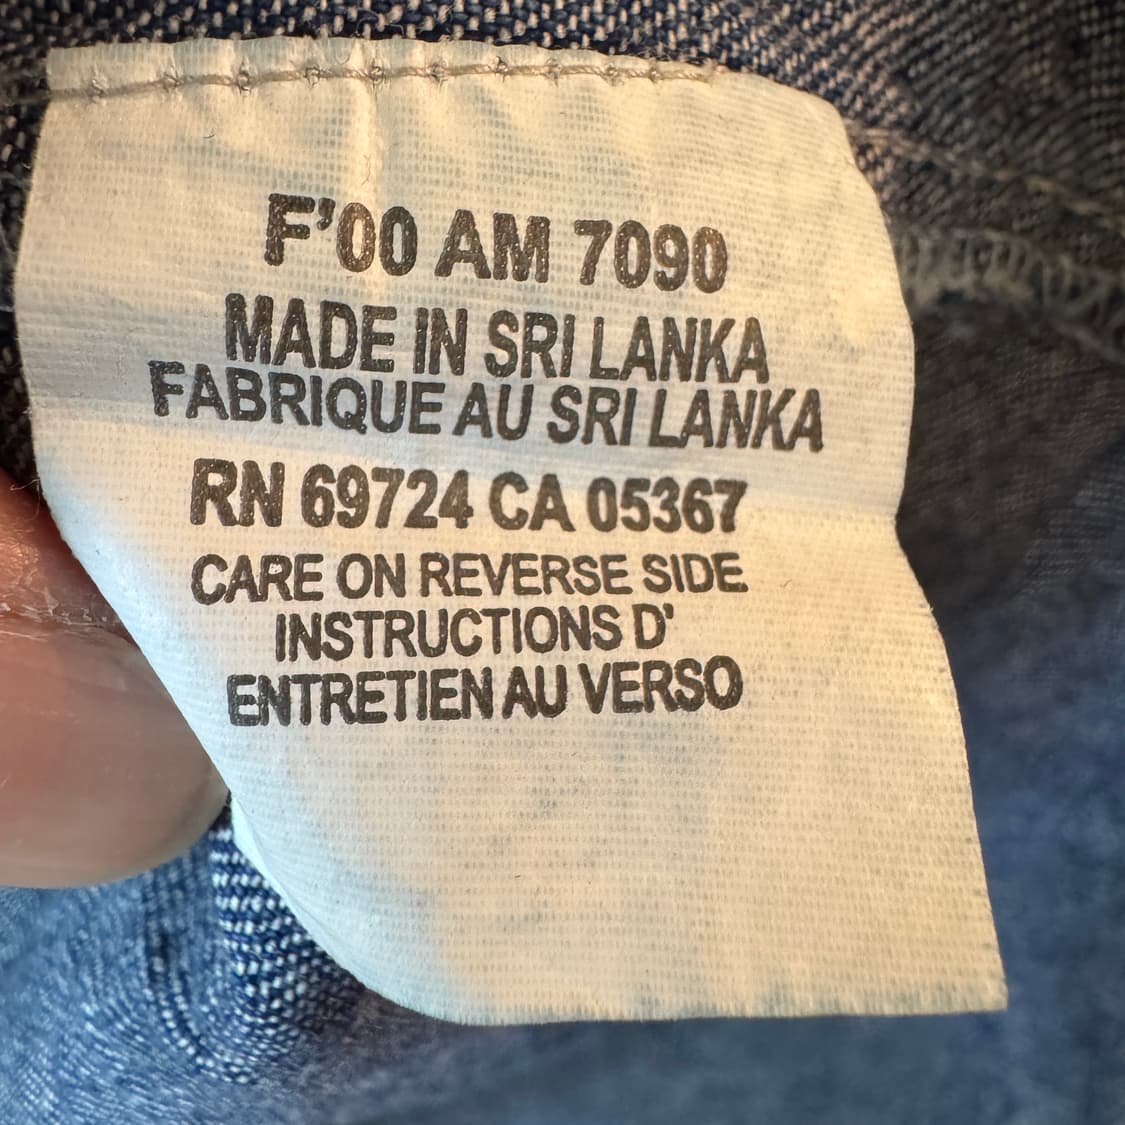 F'00 AM 7090
MADE IN SRI LANKA
FABRIQUE AU SRI LANKA
RN 69724 CA 05367
CARE ON REVERSE SIDE
INSTRUCTIONS D'
ENTRETIEN AU VERSO